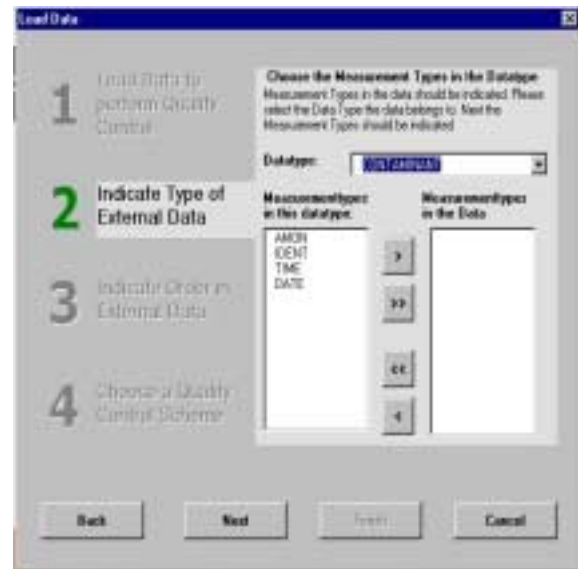 Load Data
1
Load Data to
perform Quality
Control
2
Indicate Type of
External Data
3
Indicate Order in
External Data
4
Choose a Quality
Control Scheme
Choose the Measurement Types in the Datatype
Measurement Types in the data should be indicated. Please
select the Data Type the data belongs to. Next the
Measurement Types should be indicated
Datatype:
CONTAMINANT
Measurementtypes
in this datatype.
AMON
IDENT
TIME
DATE
Measurementtypes
in the Data
>
>>
<<
<
Back
Next
Finish
Cancel